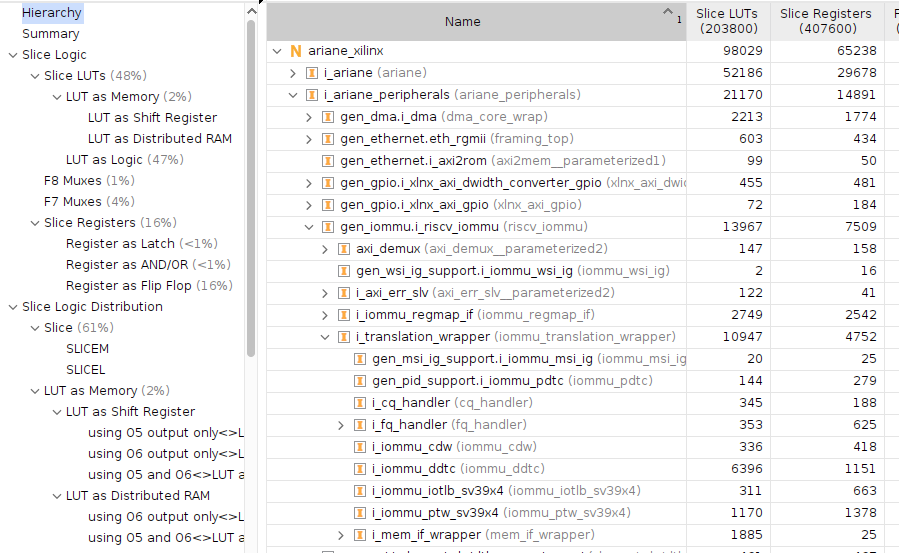 Hierarchy
Summary
Slice Logic
Slice LUTs (48%)
LUT as Memory (2%)
LUT as Shift Register
LUT as Distributed RAM
LUT as Logic (47%)
F8 Muxes (1%)
F7 Muxes (4%)
Slice Registers (16%)
Register as Latch (<1%)
Register as AND/OR (<1%)
Register as Flip Flop (16%)
Slice Logic Distribution
Slice (61%)
SLICEM
SLICEL
LUT as Memory (2%)
LUT as Shift Register
using O5 output only<>L
using O6 output only<>L
using O5 and O6<>LUT a
LUT as Distributed RAM
using O6 output only<>L
using O5 and O6<>LUT a
Name 1 Slice LUTs (203800) Slice Registers (407600) F
ariane_xilinx 98029 65238
i_ariane (ariane) 52186 29678
i_ariane_peripherals (ariane_peripherals) 21170 14891
gen_dma.i_dma (dma_core_wrap) 2213 1774
gen_ethernet.eth_rgmii (framing_top) 603 434
gen_ethernet.i_axi2rom (axi2mem__parameterized1) 99 50
gen_gpio.i_xlnx_axi_dwidth_converter_gpio (xlnx_axi_dwid 455 481
gen_gpio.i_xlnx_axi_gpio (xlnx_axi_gpio) 72 184
gen_iommu.i_riscv_iommu (riscv_iommu) 13967 7509
axi_demux (axi_demux__parameterized2) 147 158
gen_wsi_ig_support.i_iommu_wsi_ig (iommu_wsi_ig) 2 16
i_axi_err_slv (axi_err_slv__parameterized2) 122 41
i_iommu_regmap_if (iommu_regmap_if) 2749 2542
i_translation_wrapper (iommu_translation_wrapper) 10947 4752
gen_msi_ig_support.i_iommu_msi_ig (iommu_msi_ig 20 25
gen_pid_support.i_iommu_pdtc (iommu_pdtc) 144 279
i_cq_handler (cq_handler) 345 188
i_fq_handler (fq_handler) 353 625
i_iommu_cdw (iommu_cdw) 336 418
i_iommu_ddtc (iommu_ddtc) 6396 1151
i_iommu_iotlb_sv39x4 (iommu_iotlb_sv39x4) 311 663
i_iommu_ptw_sv39x4 (iommu_ptw_sv39x4) 1170 1378
i_mem_if_wrapper (mem_if_wrapper) 1885 25